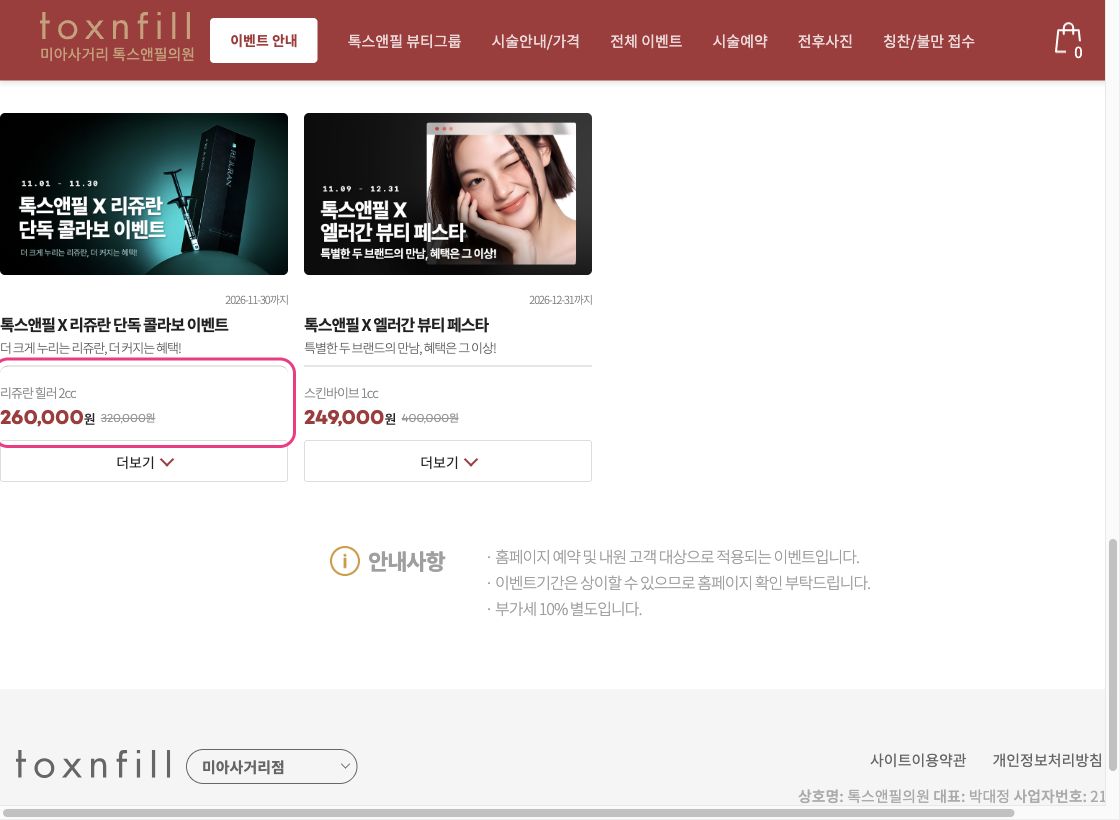 toxnfill
미아사거리 톡스앤필의원
이벤트 안내
톡스앤필 뷰티그룹
시술안내/가격
전체 이벤트
시술예약
전후사진
칭찬/불만 접수
0
11.01 - 11.30
톡스앤필 X 리쥬란
단독 콜라보 이벤트
더 크게 누리는 리쥬란, 더 커지는 혜택!
REJURAN
11.09 - 12.31
톡스앤필 X
엘러간 뷰티 페스타
특별한 두 브랜드의 만남, 혜택은 그 이상!
2026-11-30까지
톡스앤필 X 리쥬란 단독 콜라보 이벤트
더 크게 누리는 리쥬란, 더 커지는 혜택!
리쥬란 힐러 2cc
260,000원 320,000원
더보기
2026-12-31까지
톡스앤필 X 엘러간 뷰티 페스타
특별한 두 브랜드의 만남, 혜택은 그 이상!
스킨바이브 1cc
249,000원 400,000원
더보기
안내사항
· 홈페이지 예약 및 내원 고객 대상으로 적용되는 이벤트입니다.
· 이벤트기간은 상이할 수 있으므로 홈페이지 확인 부탁드립니다.
· 부가세 10% 별도입니다.
toxnfill
미아사거리점
사이트이용약관
개인정보처리방침
상호명: 톡스앤필의원 대표: 박대정 사업자번호: 21